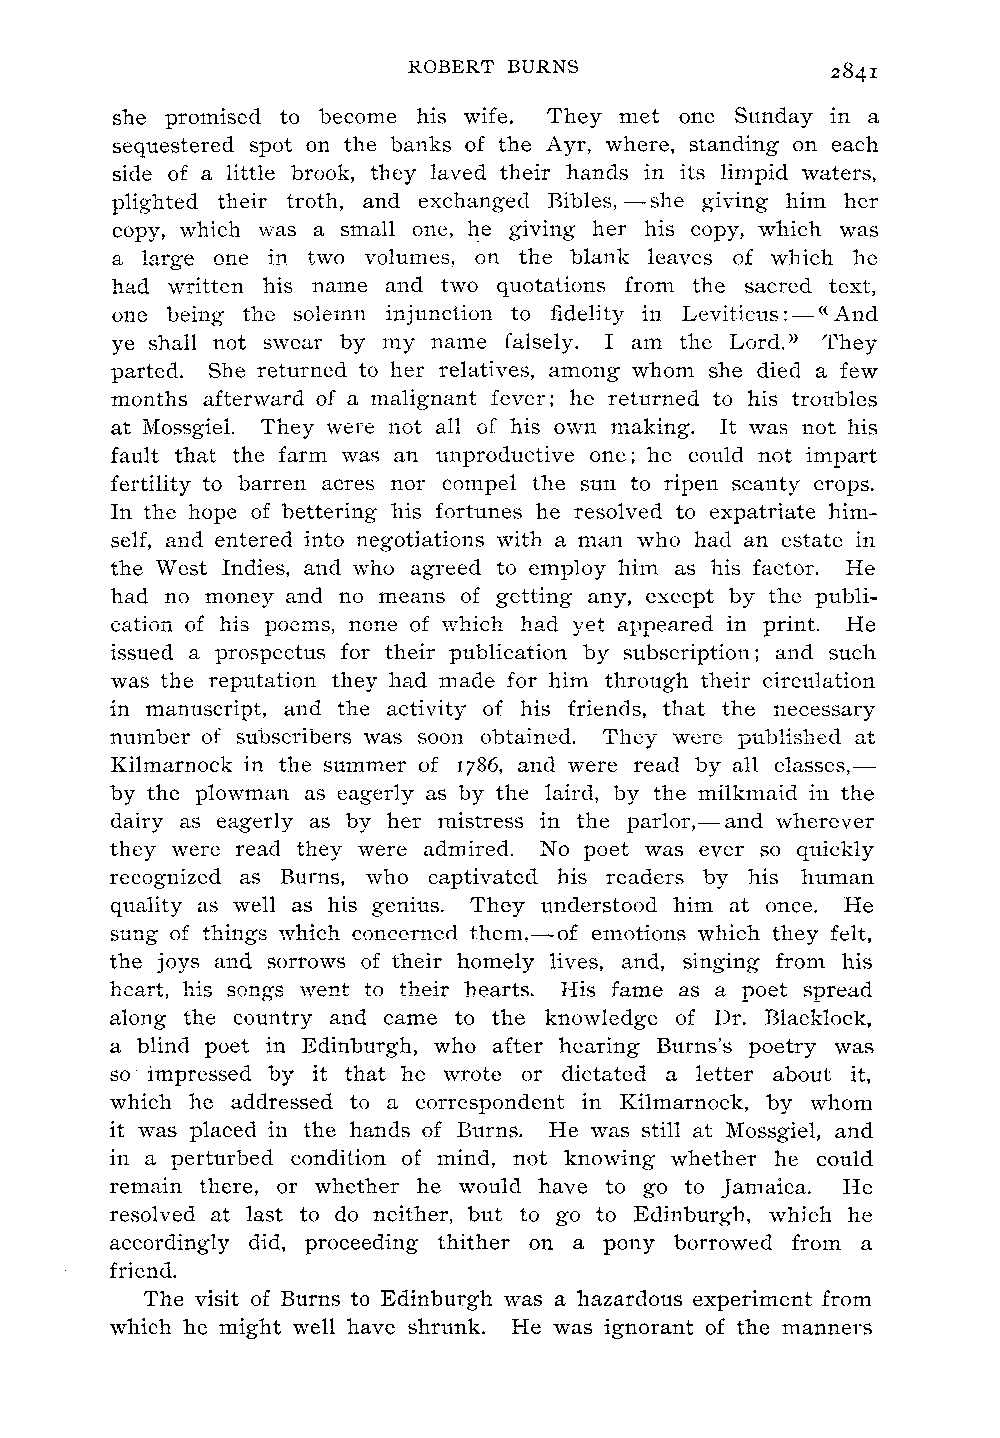 ROBERT BURNS 2841
she promised to become his wife. They met one Sunday in a
sequestered spot on the banks of the Ayr, where, standing on each
side of a little brook, they laved their hands in its limpid waters,
plighted their troth, and exchanged Bibles,—she giving him her
copy, which was a small one, he giving her his copy, which was
a large one in two volumes, on the blank leaves of which he
had written his name and two quotations from the sacred text,
one being the solemn injunction to fidelity in Leviticus:—“And
ye shall not swear by my name falsely. I am the Lord.” They
parted. She returned to her relatives, among whom she died a few
months afterward of a malignant fever; he returned to his troubles
at Mossgiel. They were not all of his own making. It was not his
fault that the farm was an unproductive one; he could not impart
fertility to barren acres nor compel the sun to ripen scanty crops.
In the hope of bettering his fortunes he resolved to expatriate him-
self, and entered into negotiations with a man who had an estate in
the West Indies, and who agreed to employ him as his factor. He
had no money and no means of getting any, except by the publi-
cation of his poems, none of which had yet appeared in print. He
issued a prospectus for their publication by subscription; and such
was the reputation they had made for him through their circulation
in manuscript, and the activity of his friends, that the necessary
number of subscribers was soon obtained. They were published at
Kilmarnock in the summer of 1786, and were read by all classes,—
by the plowman as eagerly as by the laird, by the milkmaid in the
dairy as eagerly as by her mistress in the parlor,—and wherever
they were read they were admired. No poet was ever so quickly
recognized as Burns, who captivated his readers by his human
quality as well as his genius. They understood him at once. He
sung of things which concerned them,—of emotions which they felt,
the joys and sorrows of their homely lives, and, singing from his
heart, his songs went to their hearts. His fame as a poet spread
along the country and came to the knowledge of Dr. Blacklock,
a blind poet in Edinburgh, who after hearing Burns's poetry was
so impressed by it that he wrote or dictated a letter about it,
which he addressed to a correspondent in Kilmarnock, by whom
it was placed in the hands of Burns. He was still at Mossgiel, and
in a perturbed condition of mind, not knowing whether he could
remain there, or whether he would have to go to Jamaica. He
resolved at last to do neither, but to go to Edinburgh, which he
accordingly did, proceeding thither on a pony borrowed from a
friend.
The visit of Burns to Edinburgh was a hazardous experiment from
which he might well have shrunk. He was ignorant of the manners